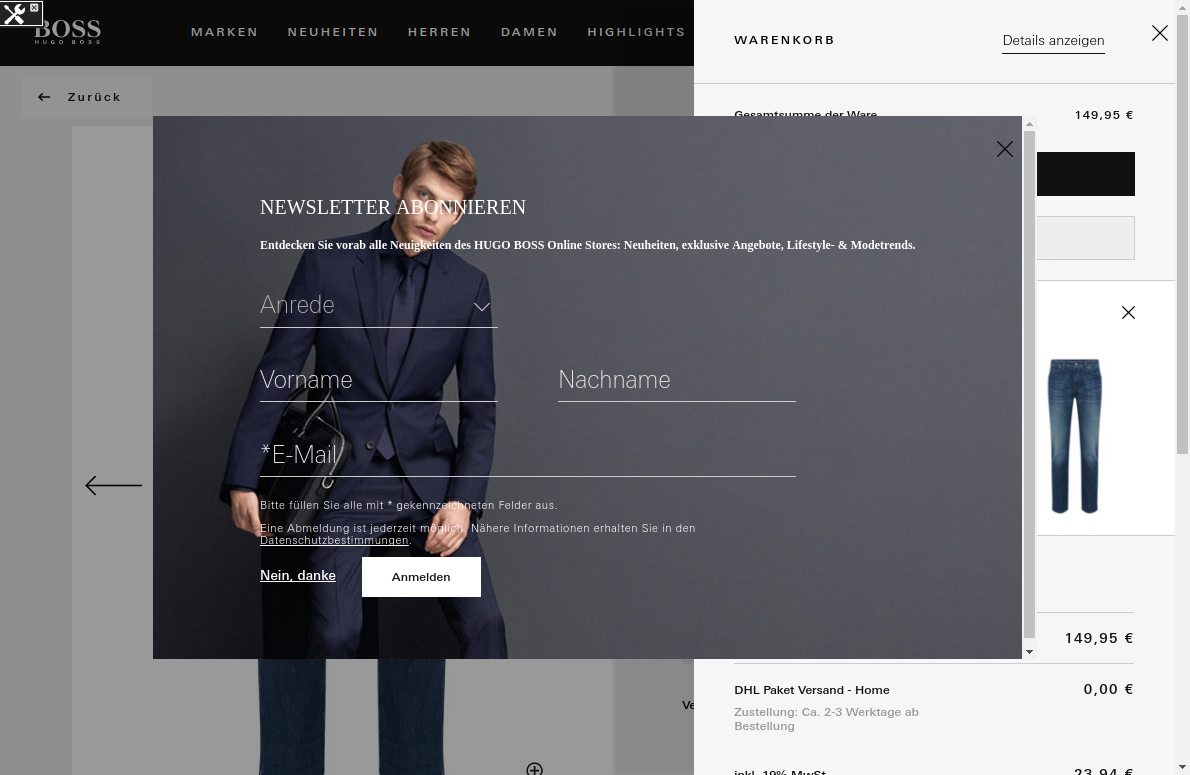 BOSS
HUGO BOSS
MARKEN NEUHEITEN HERREN DAMEN HIGHLIGHTS
WARENKORB
Details anzeigen
Zurück
Gesamtsumme der Ware
149,95 €
NEWSLETTER ABONNIEREN
Entdecken Sie vorab alle Neuigkeiten des HUGO BOSS Online Stores: Neuheiten, exklusive Angebote, Lifestyle- & Modetrends.
Anrede
Vorname
Nachname
*E-Mail
Bitte füllen Sie alle mit * gekennzeichneten Felder aus.
Eine Abmeldung ist jederzeit möglich. Nähere Informationen erhalten Sie in den
Datenschutzbestimmungen.
Nein, danke
Anmelden
149,95 €
DHL Paket Versand - Home
0,00 €
Zustellung: Ca. 2-3 Werktage ab
Bestellung
inkl. 19% MwSt
23,94 €